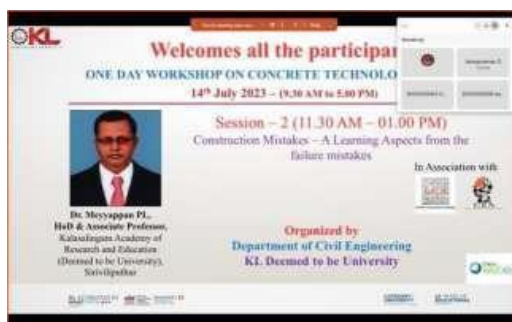 KL
Welcomes all the participan
ONE DAY WORKSHOP ON CONCRETE TECHNOLO
14th July 2023 – (9.30 AM to 5.00 PM)
Session – 2 (11.30 AM – 01.00 PM)
Construction Mistakes – A Learning Aspects from the
failure mistakes
In Association with
Dr. Meyyappan PL,
HoD & Associate Professor,
Kalasalingam Academy of
Research and Education
(Deemed to be University),
Srivilliputhur
Organized by
Department of Civil Engineering
KL Deemed to be University